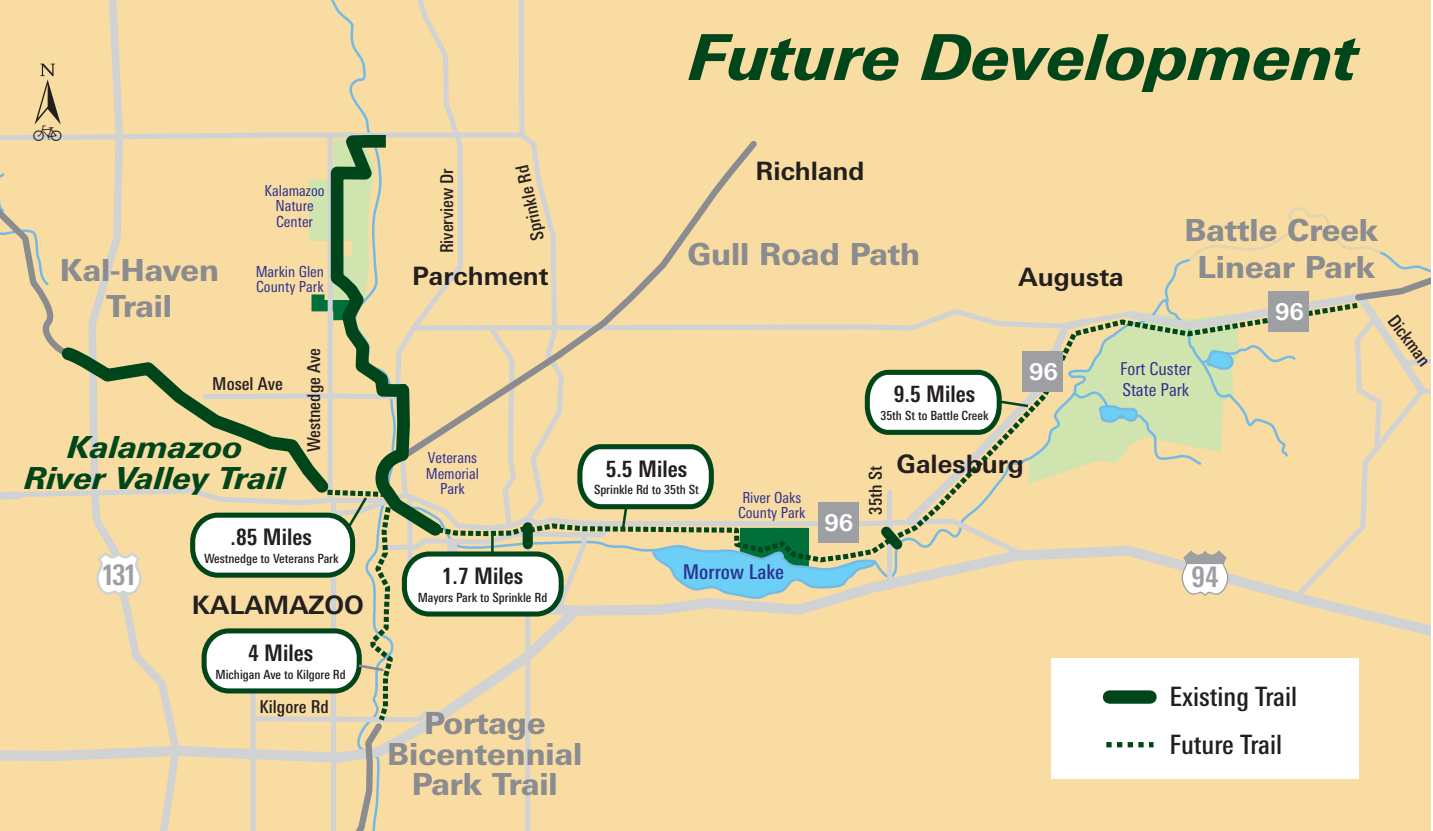 Future Development
N
Richland
Kalamazoo
Nature
Center
Riverview Dr
Sprinkle Rd
Gull Road Path
Battle Creek
Linear Park
Kal-Haven
Trail
Markin Glen
County Park
Parchment
Augusta
96
Dickman
Westnedge Ave
Mosel Ave
96
Fort Custer
State Park
9.5 Miles
35th St to Battle Creek
Kalamazoo
River Valley Trail
Veterans
Memorial
Park
5.5 Miles
Sprinkle Rd to 35th St
Galesburg
35th St
River Oaks
County Park
96
.85 Miles
Westnedge to Veterans Park
131
1.7 Miles
Mayors Park to Sprinkle Rd
Morrow Lake
94
KALAMAZOO
4 Miles
Michigan Ave to Kilgore Rd
Kilgore Rd
Portage
Bicentennial
Park Trail
Existing Trail
Future Trail